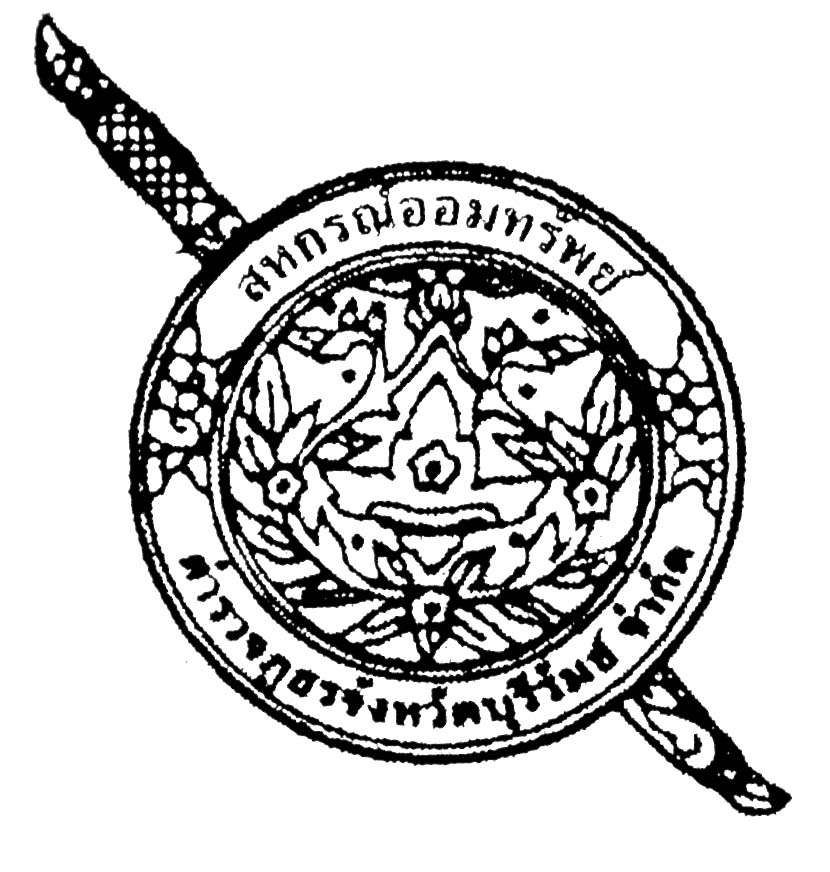 สหกรณ์ออมทรัพย์
ตำรวจภูธรจังหวัดบุรีรัมย์ จำกัด